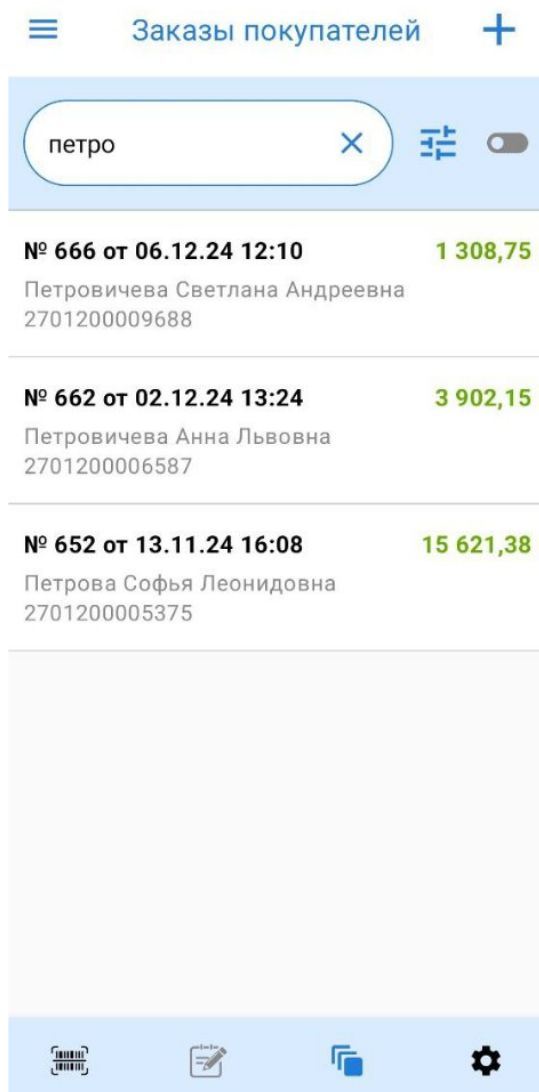 Заказы покупателей
петро
№ 666 от 06.12.24 12:10 1 308,75
Петровичева Светлана Андреевна
2701200009688
№ 662 от 02.12.24 13:24 3 902,15
Петровичева Анна Львовна
2701200006587
№ 652 от 13.11.24 16:08 15 621,38
Петрова Софья Леонидовна
2701200005375